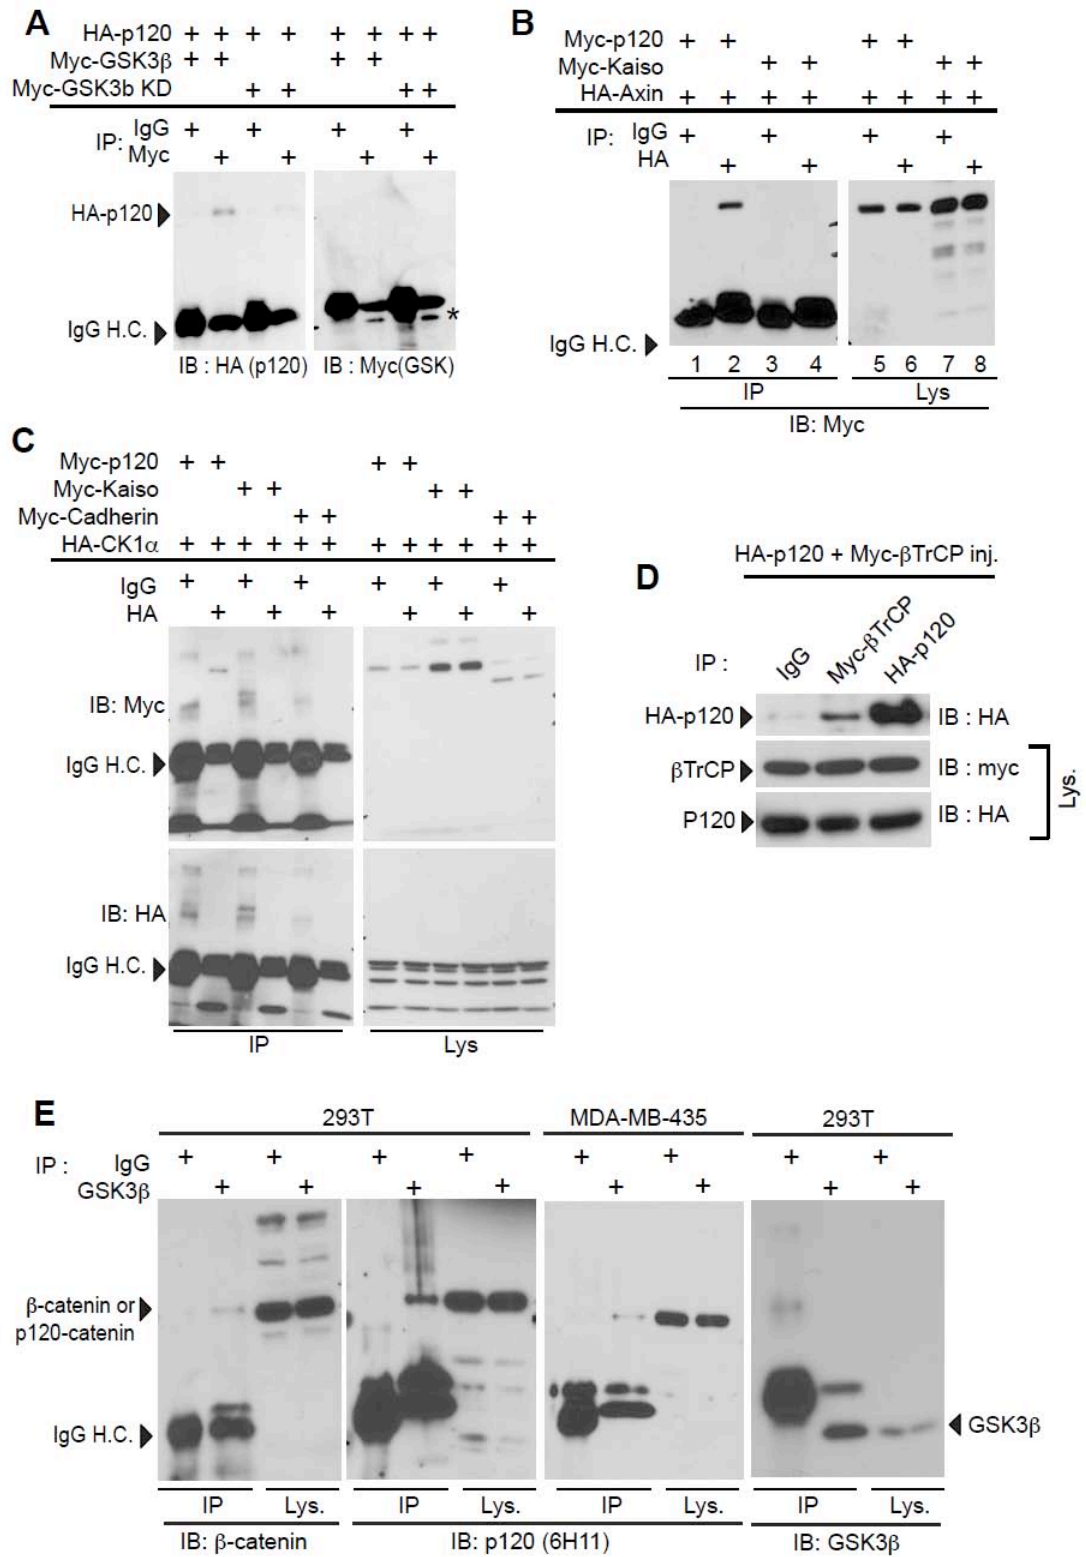 A
HA-p120 + + + + + + + +
Myc-GSK3β + + + +
Myc-GSK3b KD + + + +
IP: IgG + + + +
Myc + + + +
HA-p120
IgG H.C.
*
IB : HA (p120) IB : Myc(GSK)
B
Myc-p120 + + + +
Myc-Kaiso + + + +
HA-Axin + + + + + + + +
IP: IgG + + + +
HA + + + +
IgG H.C.
1 2 3 4 5 6 7 8
IP Lys
IB: Myc
C
Myc-p120 + + + +
Myc-Kaiso + + + +
Myc-Cadherin + + + +
HA-CK1α + + + + + + + + + + + +
IgG + + + + + +
HA + + + + + +
IB: Myc
IgG H.C.
IB: HA
IgG H.C.
IP Lys
D
HA-p120 + Myc-βTrCP inj.
IP : IgG Myc-βTrCP HA-p120
HA-p120 IB : HA
βTrCP IB : myc
P120 IB : HA
Lys.
E
293T MDA-MB-435 293T
IP : IgG + + + + + + + +
GSK3β + + + + + + + +
β-catenin or
p120-catenin
IgG H.C.
GSK3β
IP Lys. IP Lys. IP Lys. IP Lys.
IB: β-catenin IB: p120 (6H11) IB: GSK3β